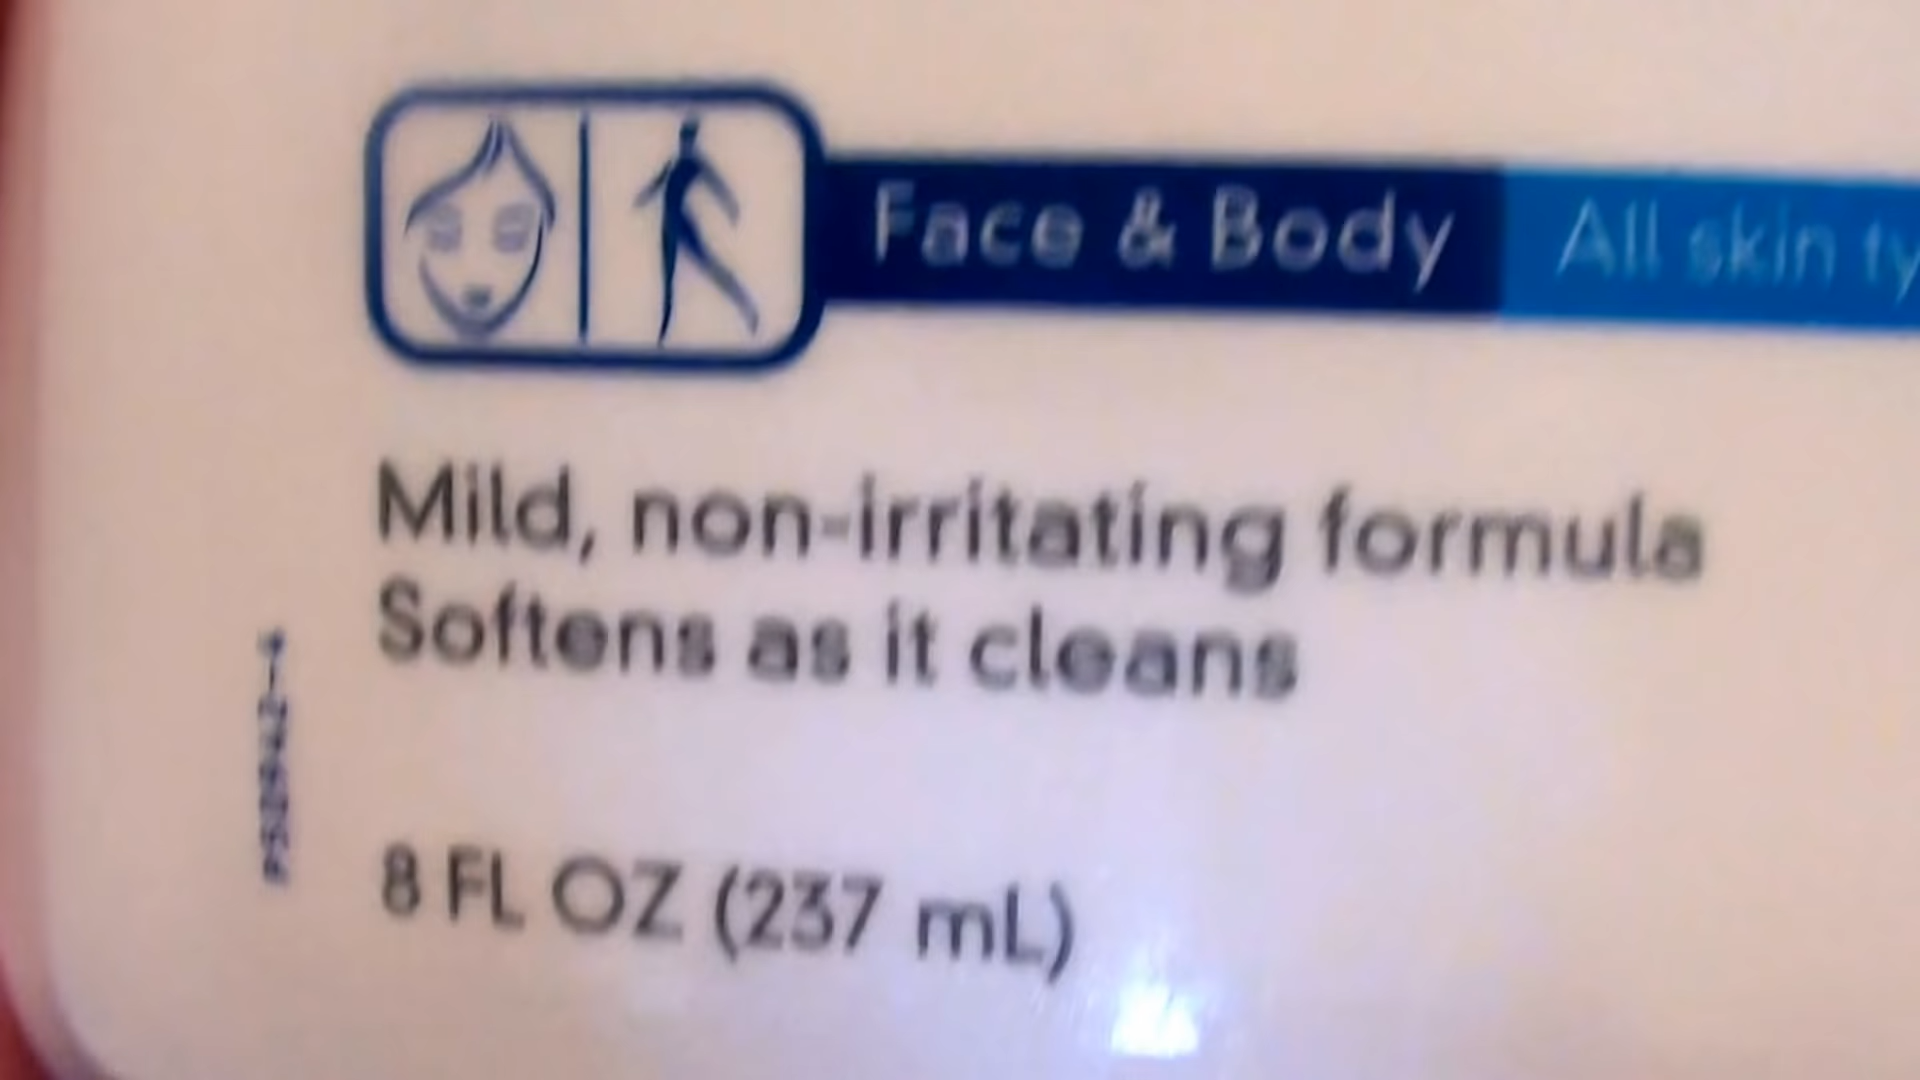 Face & Body All skin ty
Mild, non-irritating formula
Softens as it cleans
8 FL OZ (237 mL)